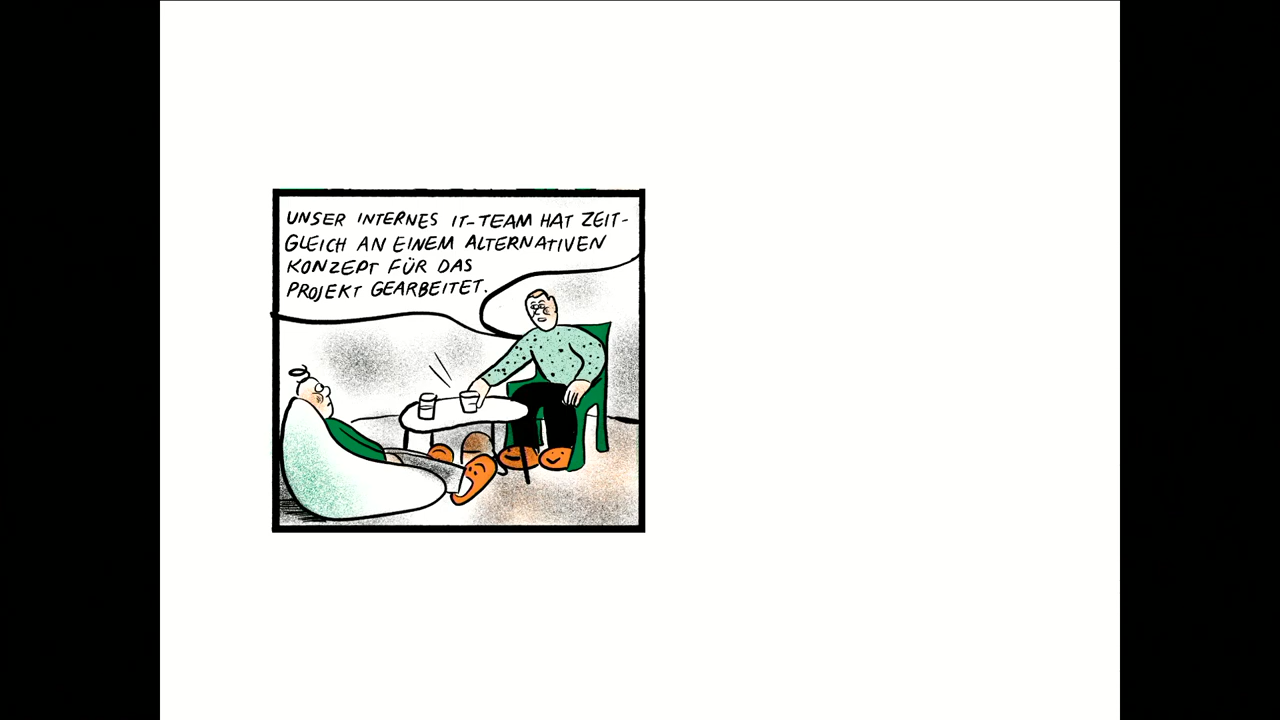 UNSER INTERNES IT-TEAM HAT ZEIT-
GLEICH AN EINEM ALTERNATIVEN
KONZEPT FÜR DAS
PROJEKT GEARBEITET.